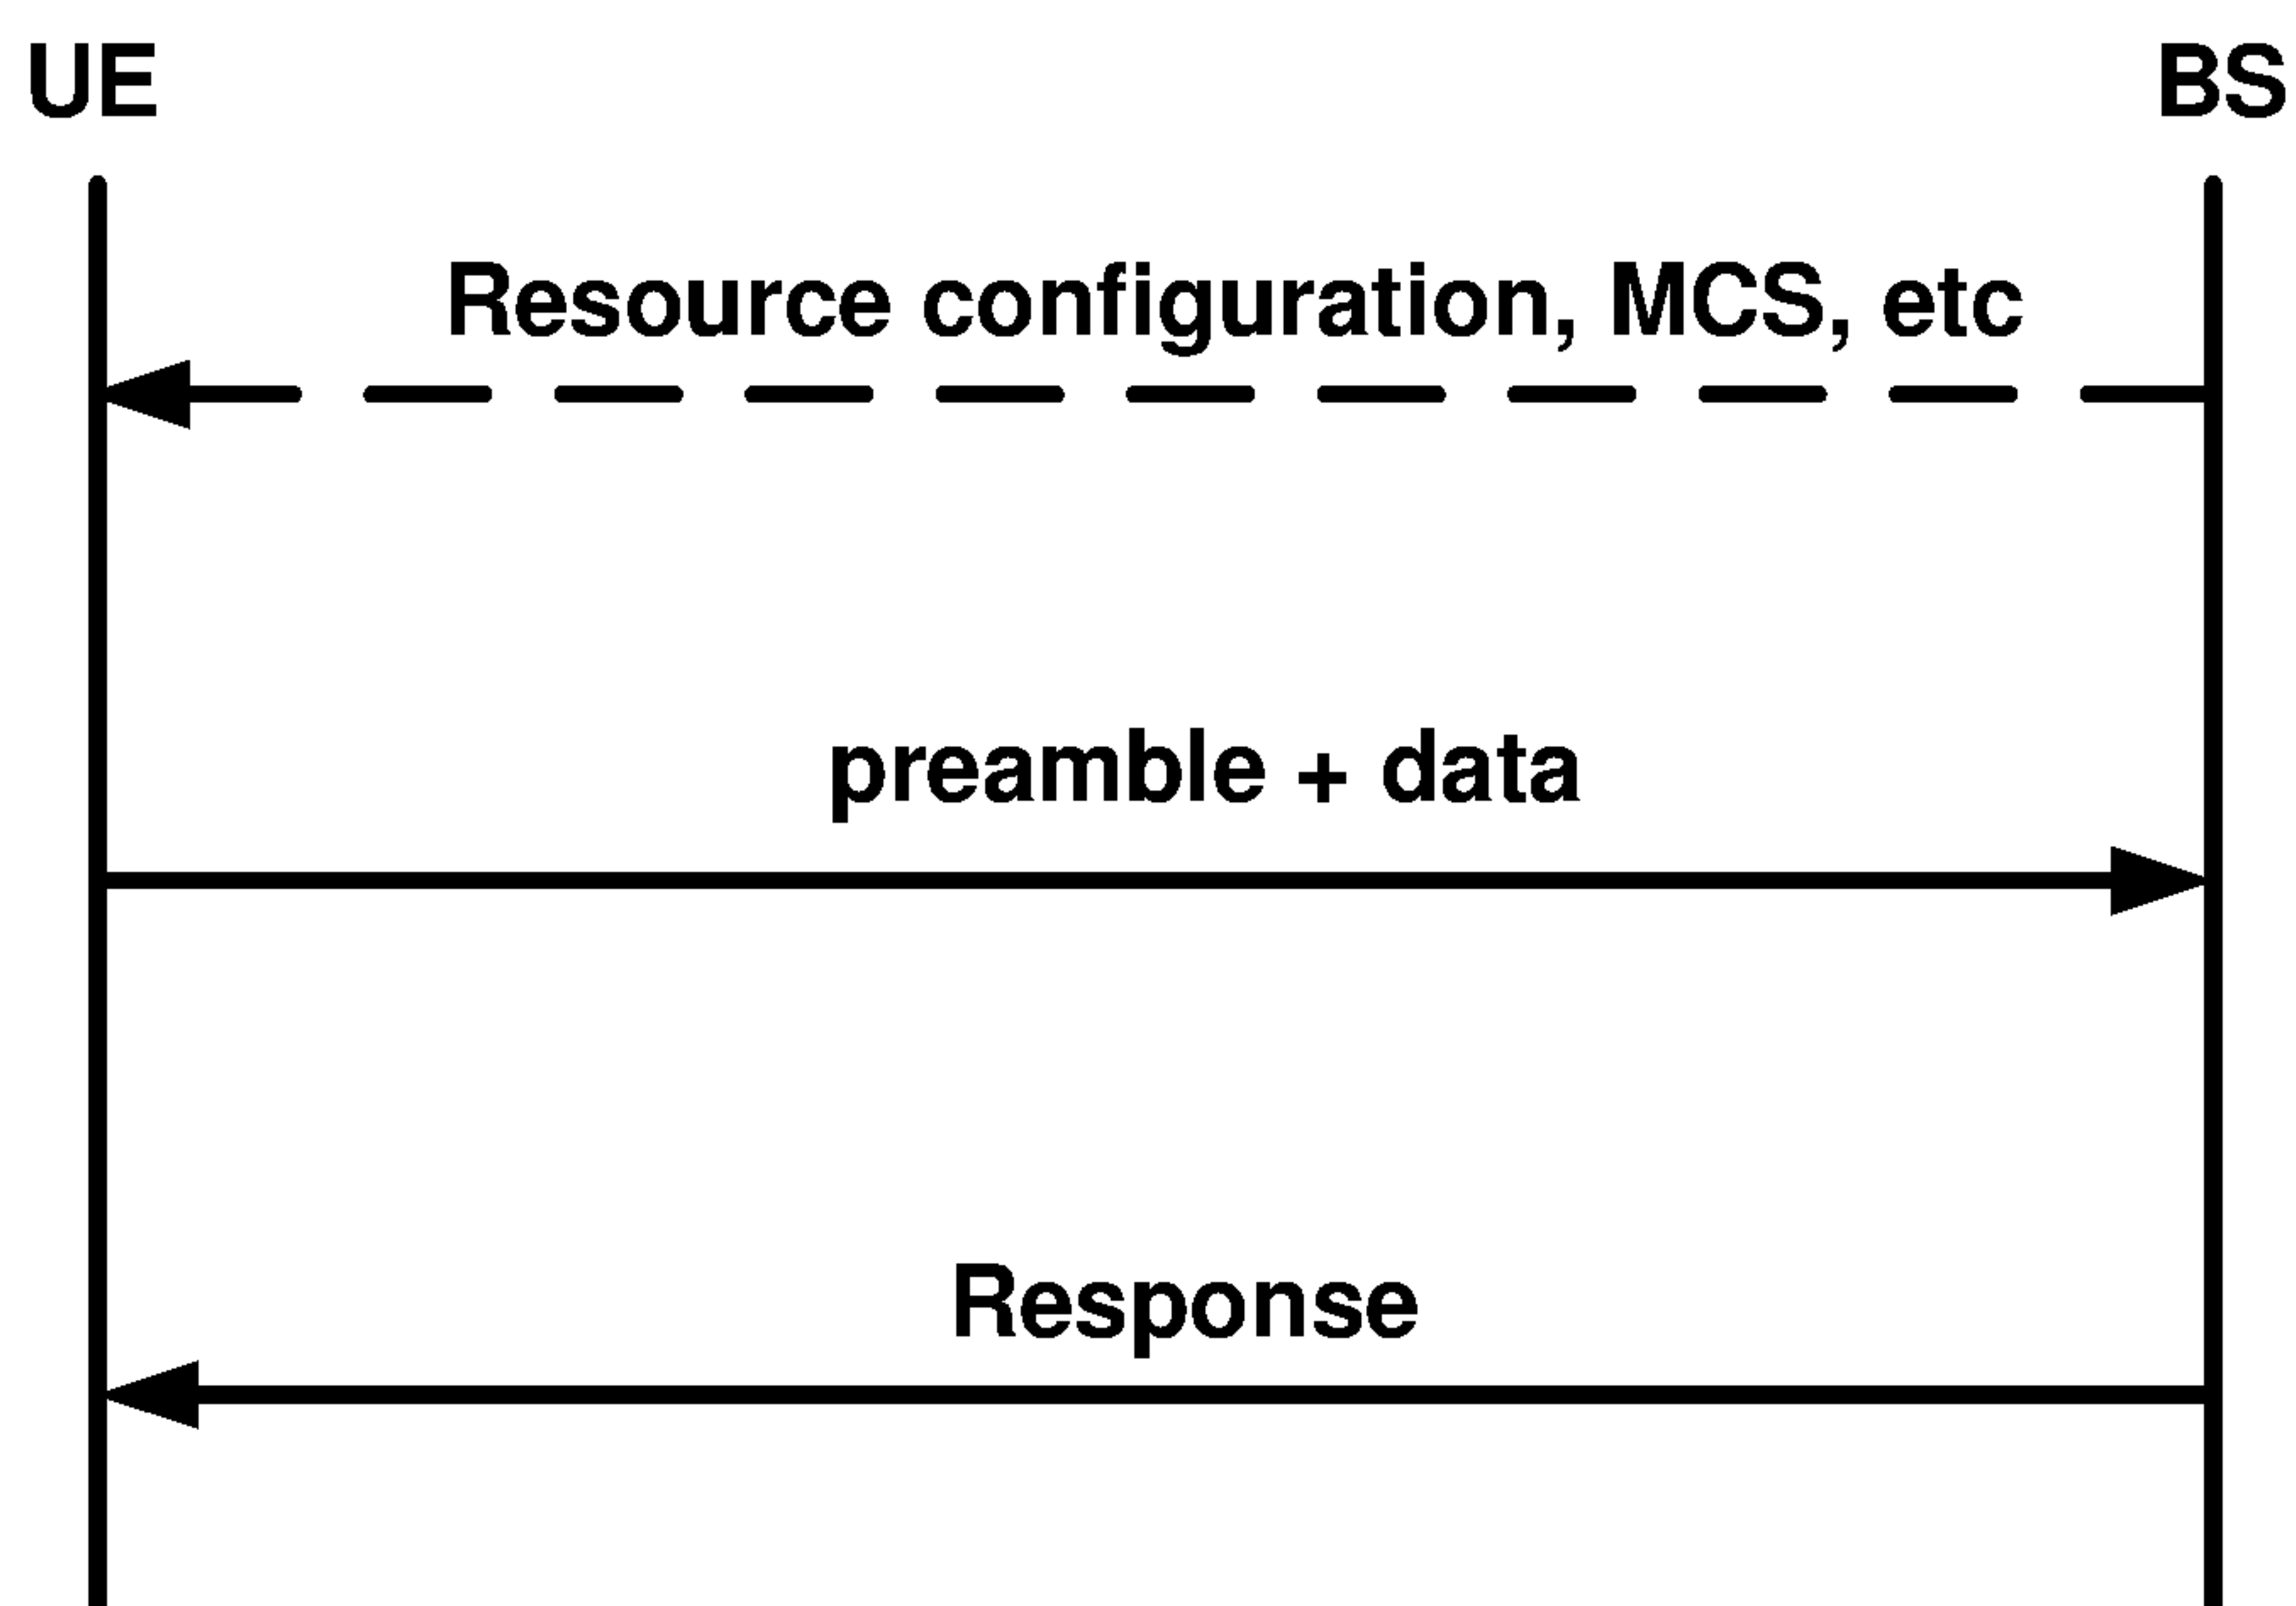 UE BS
Resource configuration, MCS, etc
preamble + data
Response